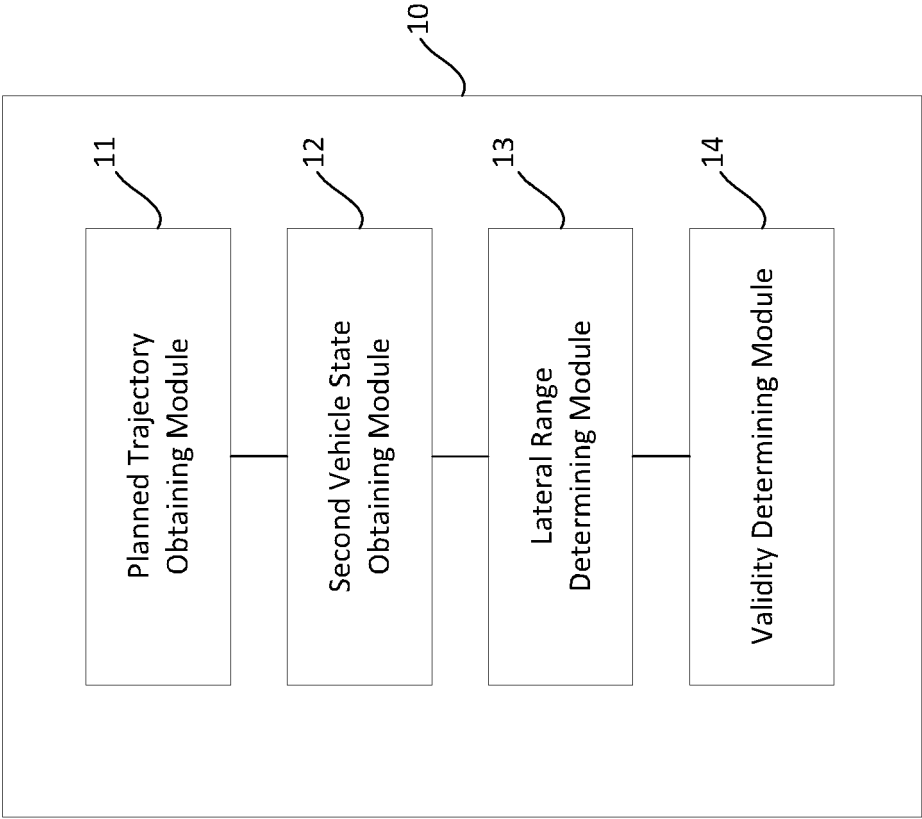 10
11
Planned Trajectory
Obtaining Module
12
Second Vehicle State
Obtaining Module
13
Lateral Range
Determining Module
14
Validity Determining Module